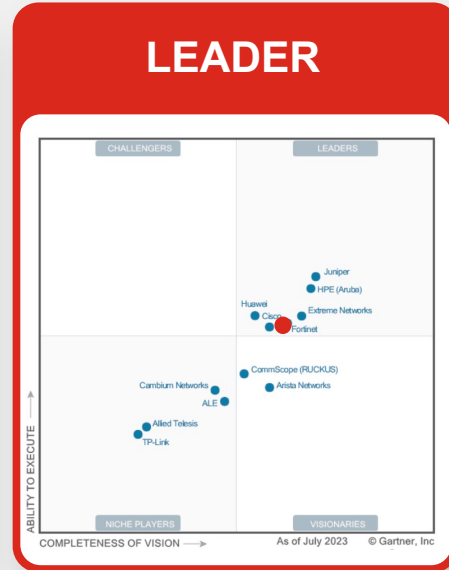 LEADER
CHALLENGERS
LEADERS
Juniper
HPE (Aruba)
Huawei
Extreme Networks
Cisco
Fortinet
CommScope (RUCKUS)
Cambium Networks
Arista Networks
ALE
Allied Telesis
TP-Link
ABILITY TO EXECUTE
NICHE PLAYERS
VISIONARIES
COMPLETENESS OF VISION
As of July 2023
© Gartner, Inc